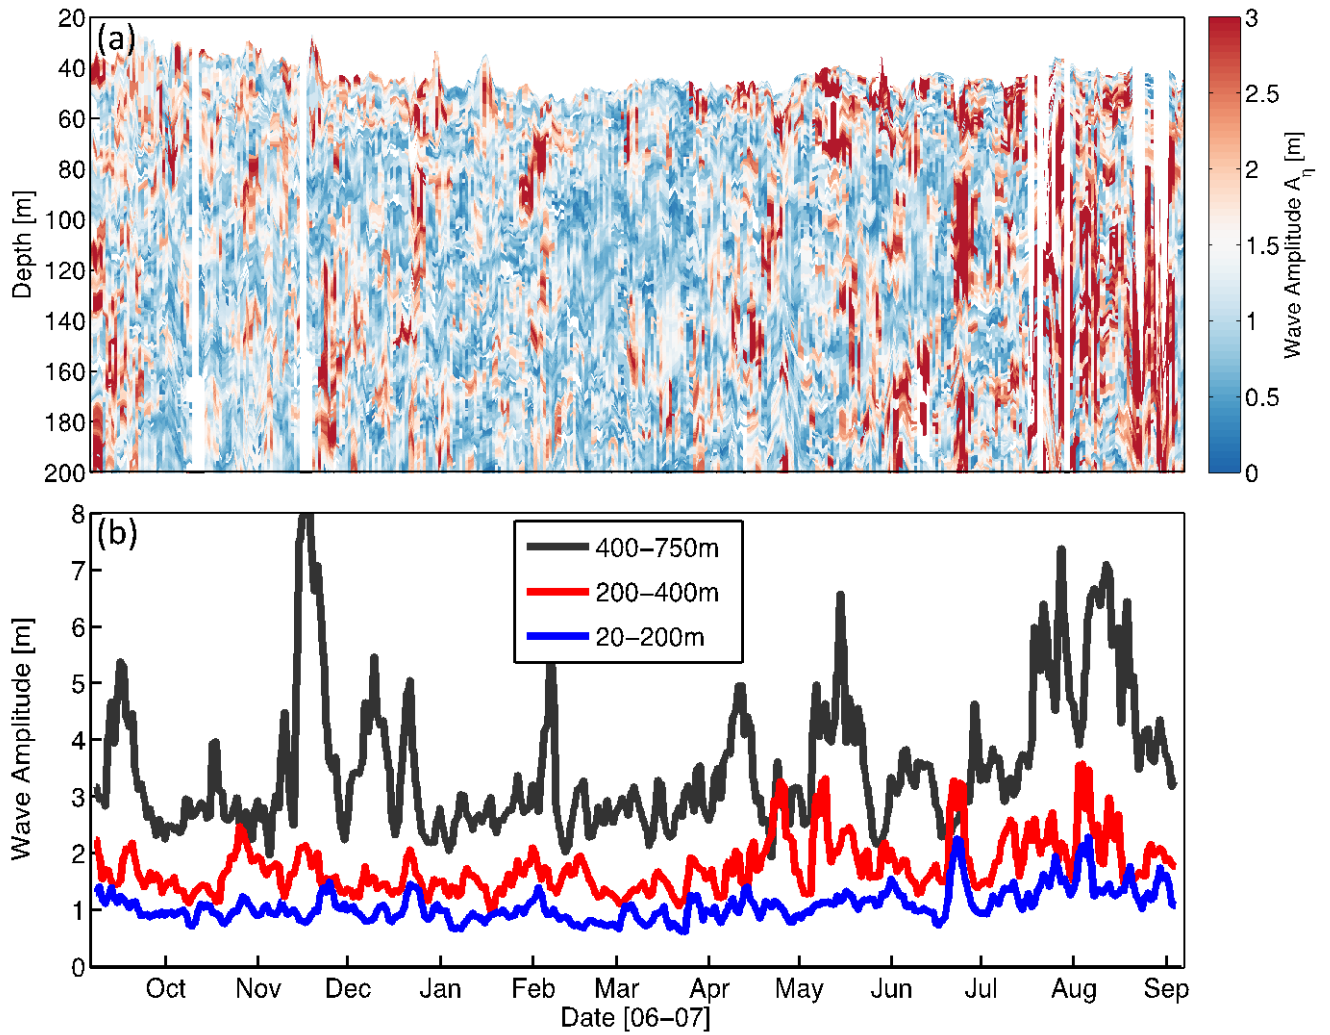 (a)
20
40
60
80
100
120
140
160
180
200
Depth [m]
3
2.5
2
1.5
1
0.5
0
Wave Amplitude A_η [m]
(b)
8
7
6
5
4
3
2
1
0
Wave Amplitude [m]
400−750m
200−400m
20−200m
Oct Nov Dec Jan Feb Mar Apr May Jun Jul Aug Sep
Date [06−07]